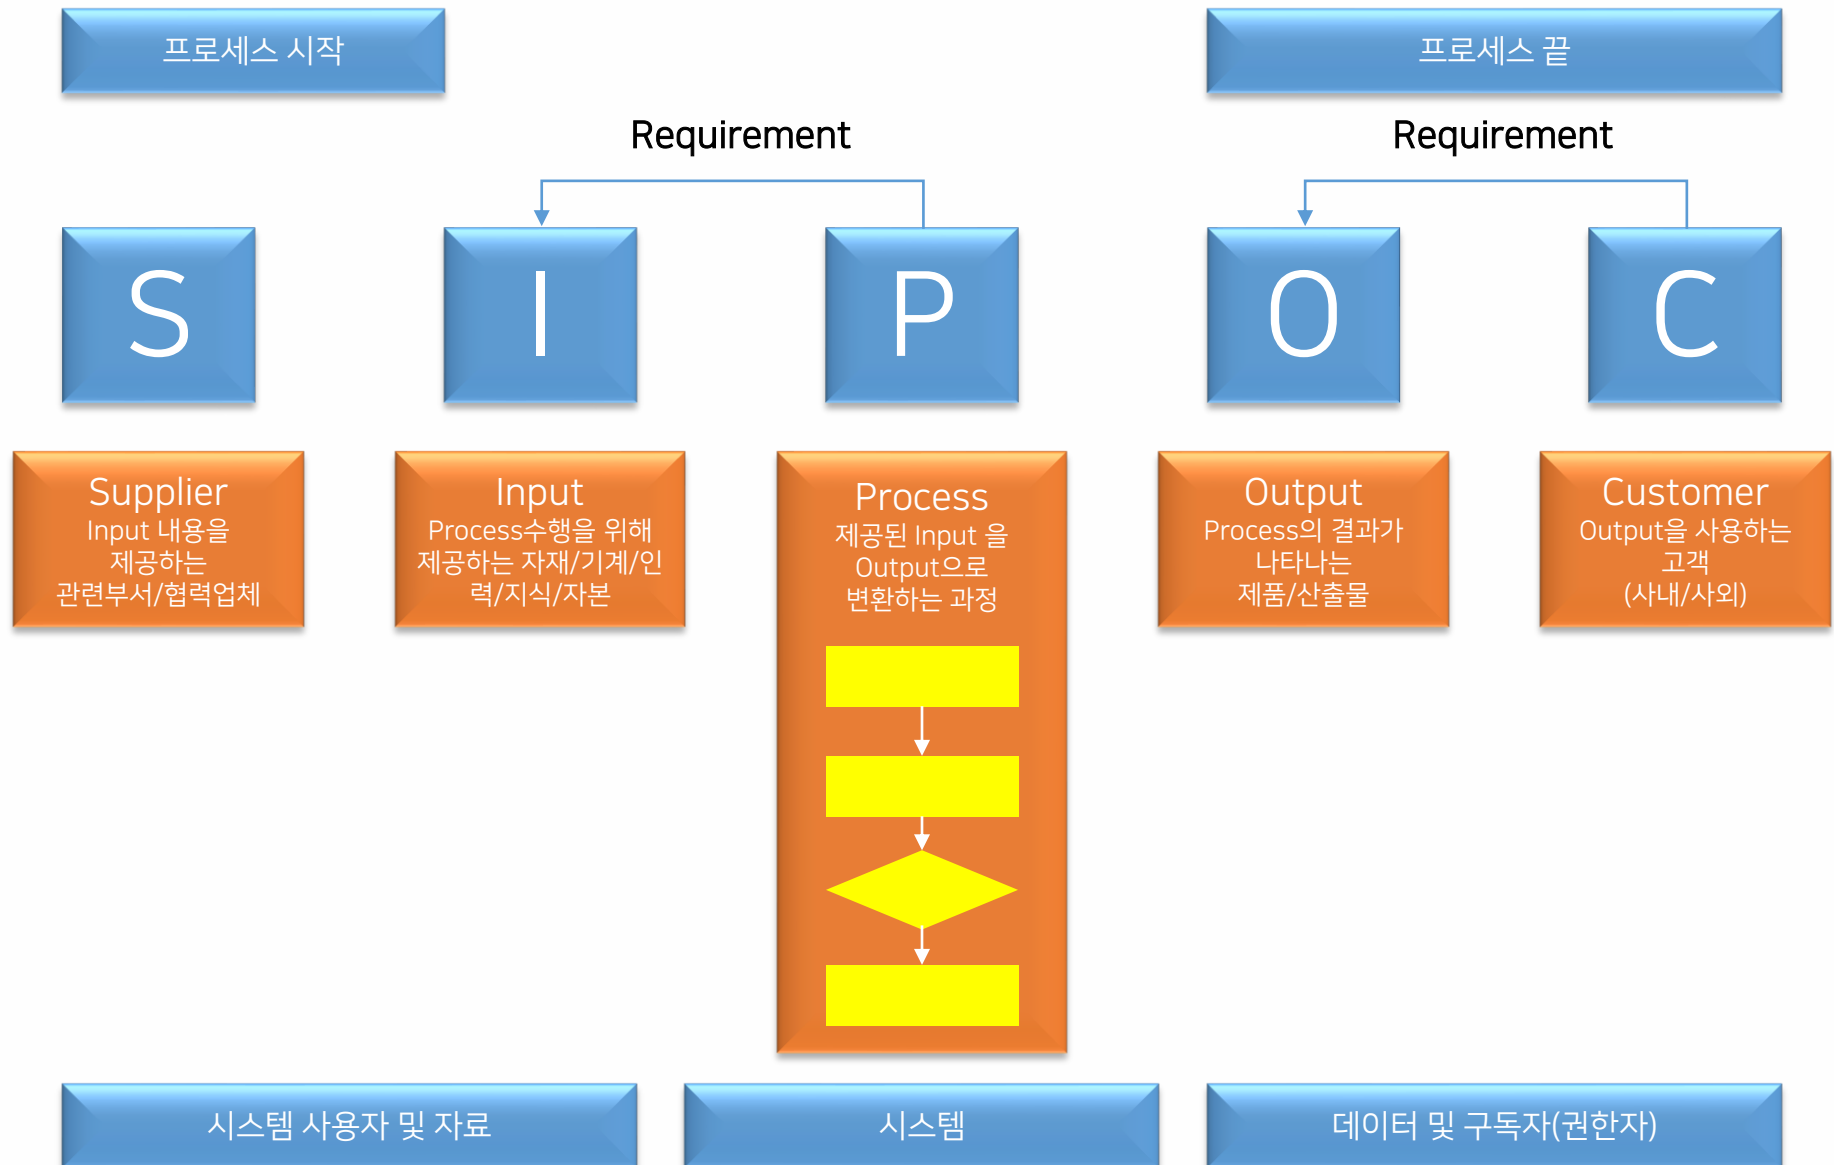 프로세스 시작
프로세스 끝
Requirement
Requirement
S
I
P
O
C
Supplier
Input 내용을
제공하는
관련부서/협력업체
Input
Process수행을 위해
제공하는 자재/기계/인
력/지식/자본
Process
제공된 Input 을
Output으로
변환하는 과정
Output
Process의 결과가
나타나는
제품/산출물
Customer
Output을 사용하는
고객
(사내/사외)
시스템 사용자 및 자료
시스템
데이터 및 구독자(권한자)